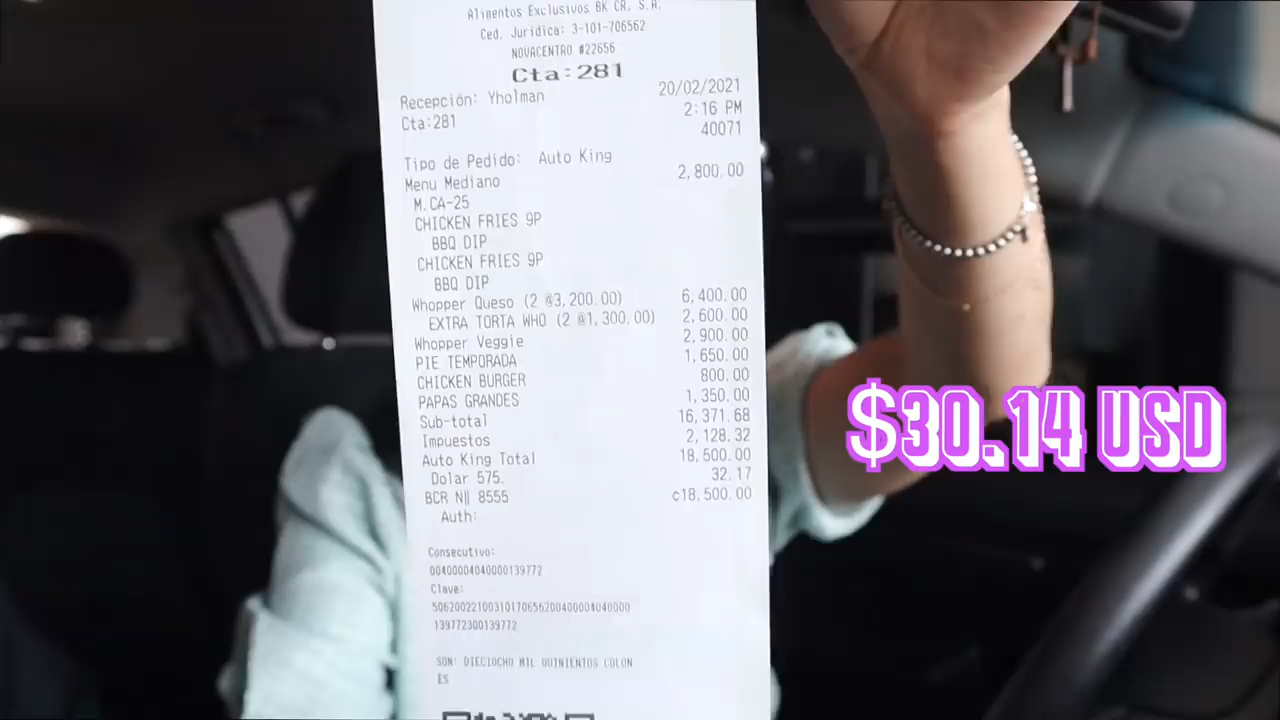 Alimentos Exclusivos BK CR, S.A.
Ced. Jurídica: 3-101-706562
NOVACENTRO #22656
Cta:281
Recepción: Yholman 20/02/2021
Cta:281 2:16 PM
40071
Tipo de Pedido: Auto King
Menu Mediano 2,800.00
M.CA-25
CHICKEN FRIES 9P
BBQ DIP
CHICKEN FRIES 9P
BBQ DIP
Whopper Queso (2 @3,200.00) 6,400.00
EXTRA TORTA WHO (2 @1,300.00) 2,600.00
Whopper Veggie 2,900.00
PIE TEMPORADA 1,650.00
CHICKEN BURGER 800.00
PAPAS GRANDES 1,350.00
Sub-total 16,371.68
Impuestos 2,128.32
Auto King Total 18,500.00
Dolar 575. 32.17
BCR N|| 8555 ¢18,500.00
Auth:
Consecutivo:
00400004040000139772
Clave:
50620022100310170656200400004040000
139772300139772
SON: DIECIOCHO MIL QUINIENTOS COLON
ES
$30.14 USD